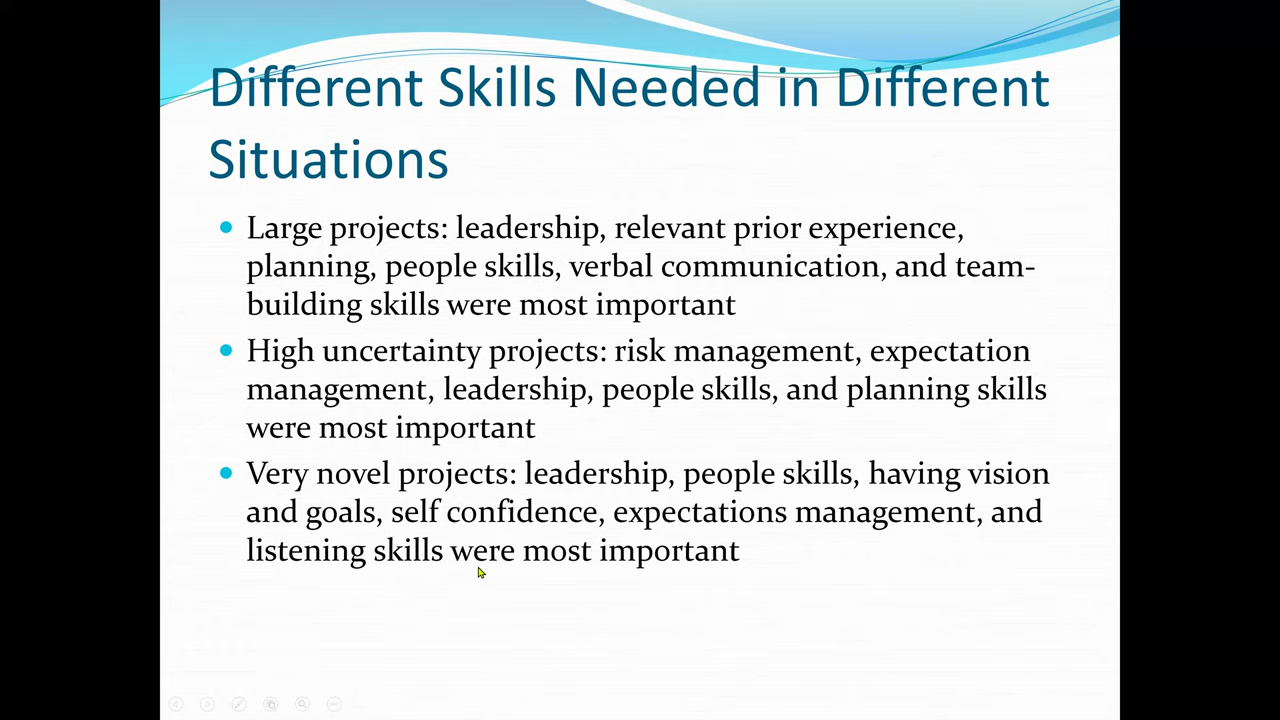 Different Skills Needed in Different
Situations
• Large projects: leadership, relevant prior experience,
planning, people skills, verbal communication, and team-
building skills were most important
• High uncertainty projects: risk management, expectation
management, leadership, people skills, and planning skills
were most important
• Very novel projects: leadership, people skills, having vision
and goals, self confidence, expectations management, and
listening skills were most important